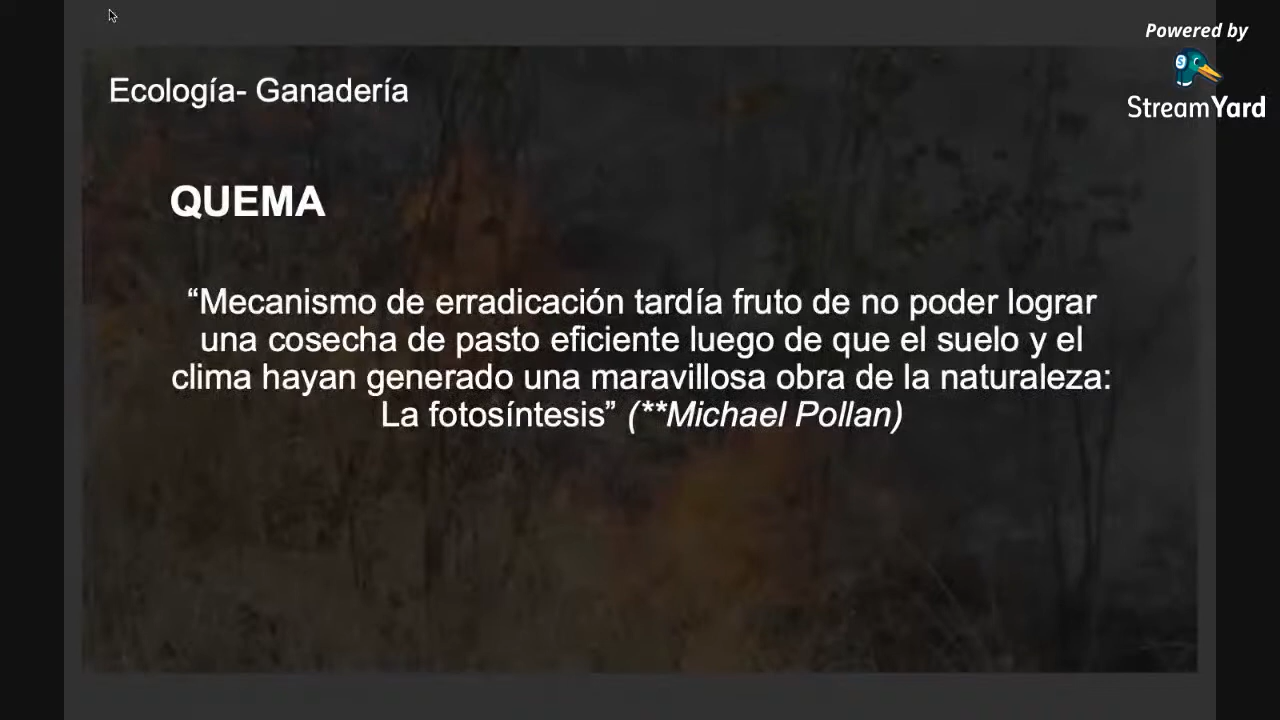 Powered by
StreamYard
Ecología- Ganadería
QUEMA
“Mecanismo de erradicación tardía fruto de no poder lograr
una cosecha de pasto eficiente luego de que el suelo y el
clima hayan generado una maravillosa obra de la naturaleza:
La fotosíntesis” (**Michael Pollan)